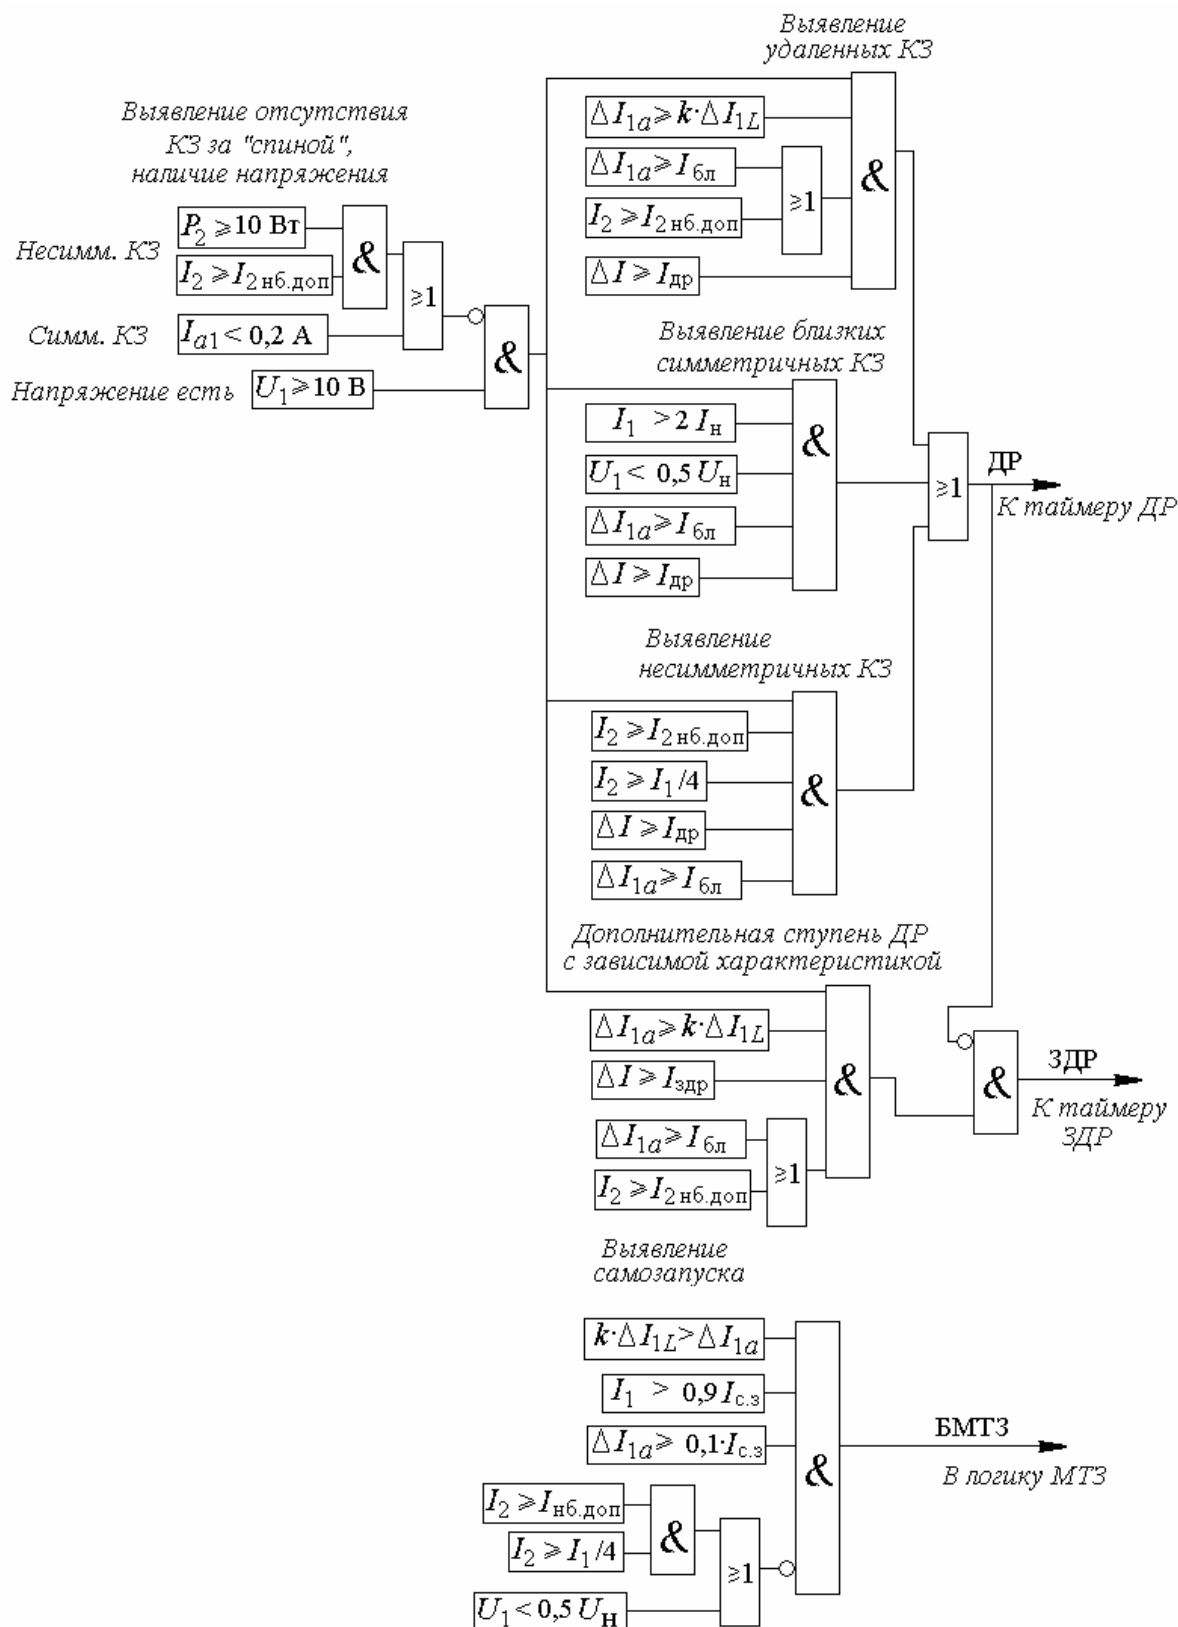 Выявление
удаленных КЗ
ΔI1a ≥ k·ΔI1L
ΔI1a ≥ Iбл
I2 ≥ I2 нб.доп
ΔI ≥ Iдр
≥1
&
Выявление отсутствия
КЗ за "спиной",
наличие напряжения
Несимм. КЗ
P2 ≥ 10 Вт
I2 ≥ I2 нб.доп
&
≥1
Симм. КЗ
Ia1 < 0,2 А
Напряжение есть
U1 ≥ 10 В
&
Выявление близких
симметричных КЗ
I1 > 2 Iн
U1 < 0,5 Uн
ΔI1a ≥ Iбл
ΔI ≥ Iдр
&
≥1
ДР
К таймеру ДР
Выявление
несимметричных КЗ
I2 ≥ I2 нб.доп
I2 ≥ I1 /4
ΔI ≥ Iдр
ΔI1a ≥ Iбл
&
Дополнительная ступень ДР
с зависимой характеристикой
ΔI1a ≥ k·ΔI1L
ΔI ≥ Iздр
ΔI1a ≥ Iбл
I2 ≥ I2 нб.доп
≥1
&
&
ЗДР
К таймеру
ЗДР
Выявление
самозапуска
k·ΔI1L > ΔI1a
I1 > 0,9 Iс.з
ΔI1a ≥ 0,1·Iс.з
I2 ≥ Iнб.доп
I2 ≥ I1 /4
&
U1 < 0,5 Uн
≥1
&
БМТЗ
В логику МТЗ